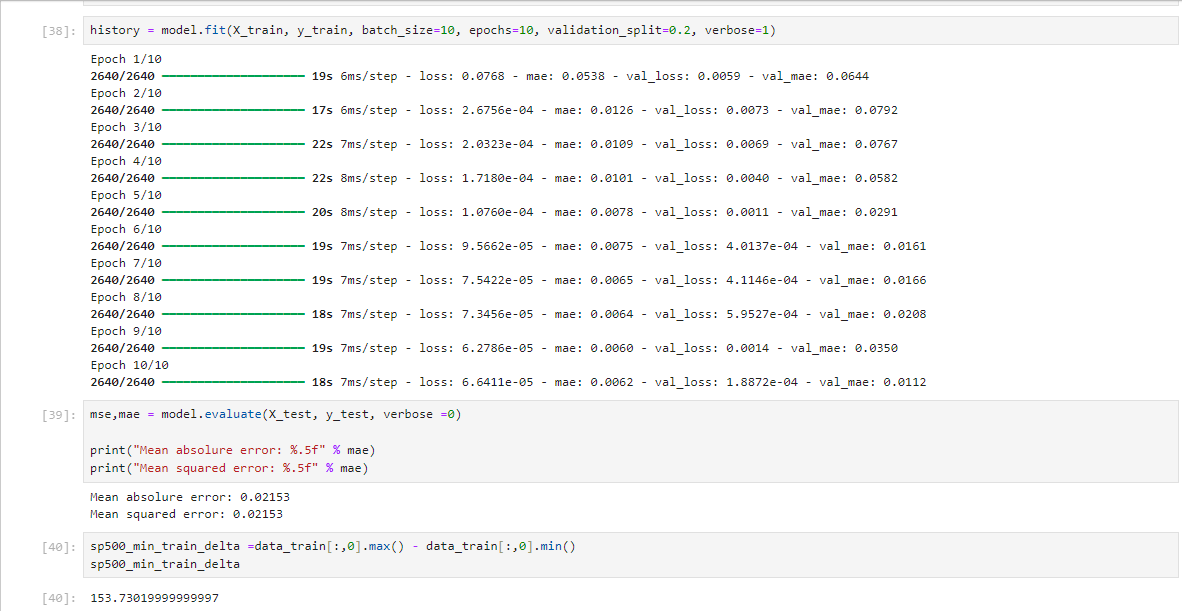 [38]: history = model.fit(X_train, y_train, batch_size=10, epochs=10, validation_split=0.2, verbose=1)
Epoch 1/10
2640/2640 ━━━━━━━━━━━━━━━━━━━━ 19s 6ms/step - loss: 0.0768 - mae: 0.0538 - val_loss: 0.0059 - val_mae: 0.0644
Epoch 2/10
2640/2640 ━━━━━━━━━━━━━━━━━━━━ 17s 6ms/step - loss: 2.6756e-04 - mae: 0.0126 - val_loss: 0.0073 - val_mae: 0.0792
Epoch 3/10
2640/2640 ━━━━━━━━━━━━━━━━━━━━ 22s 7ms/step - loss: 2.0323e-04 - mae: 0.0109 - val_loss: 0.0069 - val_mae: 0.0767
Epoch 4/10
2640/2640 ━━━━━━━━━━━━━━━━━━━━ 22s 8ms/step - loss: 1.7180e-04 - mae: 0.0101 - val_loss: 0.0040 - val_mae: 0.0582
Epoch 5/10
2640/2640 ━━━━━━━━━━━━━━━━━━━━ 20s 8ms/step - loss: 1.0760e-04 - mae: 0.0078 - val_loss: 0.0011 - val_mae: 0.0291
Epoch 6/10
2640/2640 ━━━━━━━━━━━━━━━━━━━━ 19s 7ms/step - loss: 9.5662e-05 - mae: 0.0075 - val_loss: 4.0137e-04 - val_mae: 0.0161
Epoch 7/10
2640/2640 ━━━━━━━━━━━━━━━━━━━━ 19s 7ms/step - loss: 7.5422e-05 - mae: 0.0065 - val_loss: 4.1146e-04 - val_mae: 0.0166
Epoch 8/10
2640/2640 ━━━━━━━━━━━━━━━━━━━━ 18s 7ms/step - loss: 7.3456e-05 - mae: 0.0064 - val_loss: 5.9527e-04 - val_mae: 0.0208
Epoch 9/10
2640/2640 ━━━━━━━━━━━━━━━━━━━━ 19s 7ms/step - loss: 6.2786e-05 - mae: 0.0060 - val_loss: 0.0014 - val_mae: 0.0350
Epoch 10/10
2640/2640 ━━━━━━━━━━━━━━━━━━━━ 18s 7ms/step - loss: 6.6411e-05 - mae: 0.0062 - val_loss: 1.8872e-04 - val_mae: 0.0112
[39]: mse,mae = model.evaluate(X_test, y_test, verbose =0)
print("Mean absolure error: %.5f" % mae)
print("Mean squared error: %.5f" % mae)
Mean absolure error: 0.02153
Mean squared error: 0.02153
[40]: sp500_min_train_delta =data_train[:,0].max() - data_train[:,0].min()
sp500_min_train_delta
[40]: 153.73019999999997